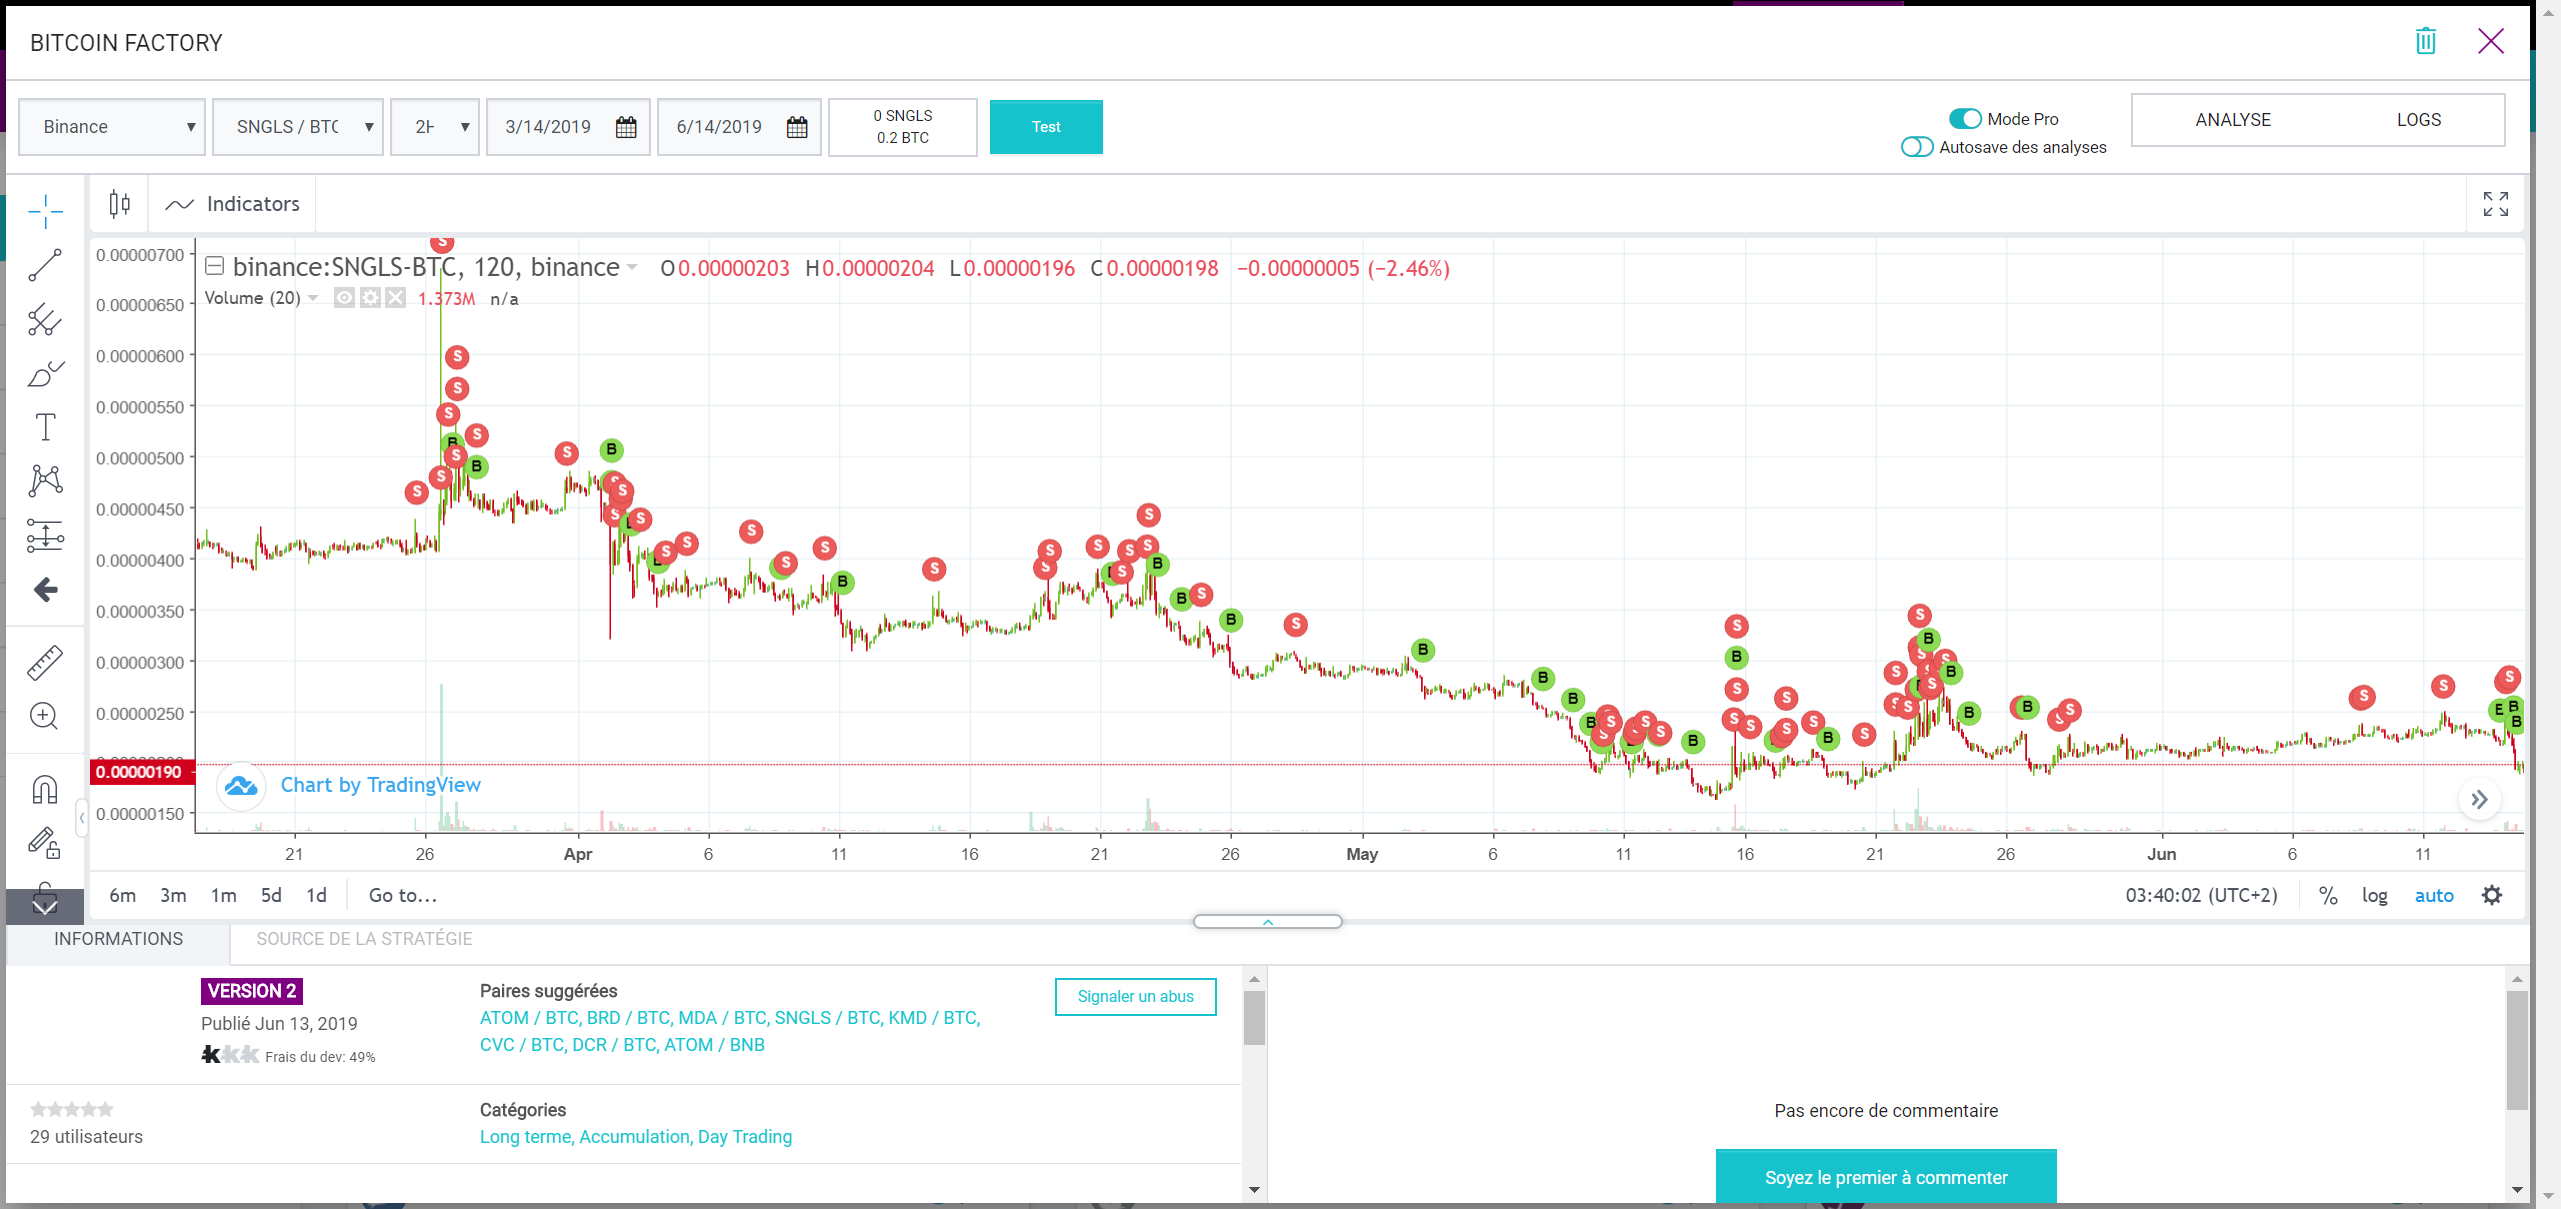 BITCOIN FACTORY
Binance
SNGLS / BTC
2H
3/14/2019
6/14/2019
0 SNGLS
0.2 BTC
Test
Mode Pro
Autosave des analyses
ANALYSE
LOGS
Indicators
binance:SNGLS-BTC, 120, binance O0.00000203 H0.00000204 L0.00000196 C0.00000198 −0.00000005 (−2.46%)
Volume (20) 1.373M n/a
0.00000700
0.00000650
0.00000600
0.00000550
0.00000500
0.00000450
0.00000400
0.00000350
0.00000300
0.00000250
0.00000190
0.00000150
Chart by TradingView
21 26 Apr 6 11 16 21 26 May 6 11 16 21 26 Jun 6 11
6m 3m 1m 5d 1d Go to...
03:40:02 (UTC+2) % log auto
INFORMATIONS
SOURCE DE LA STRATÉGIE
VERSION 2
Publié Jun 13, 2019
Frais du dev: 49%
Paires suggérées
ATOM / BTC, BRD / BTC, MDA / BTC, SNGLS / BTC, KMD / BTC,
CVC / BTC, DCR / BTC, ATOM / BNB
Signaler un abus
29 utilisateurs
Catégories
Long terme, Accumulation, Day Trading
Pas encore de commentaire
Soyez le premier à commenter